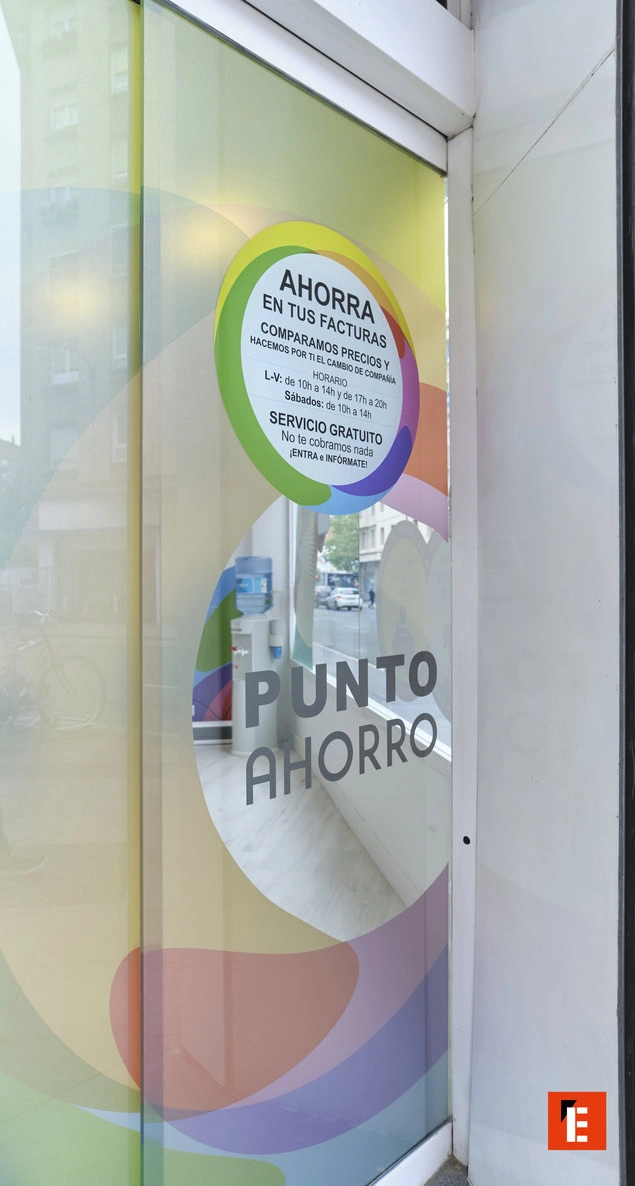 AHORRA
EN TUS FACTURAS
COMPARAMOS PRECIOS Y
HACEMOS POR TI EL CAMBIO DE COMPAÑÍA
HORARIO
L-V: de 10h a 14h y de 17h a 20h
Sábados: de 10h a 14h
SERVICIO GRATUITO
No te cobramos nada
¡ENTRA e INFÓRMATE!
PUNTO
AHORRO
E